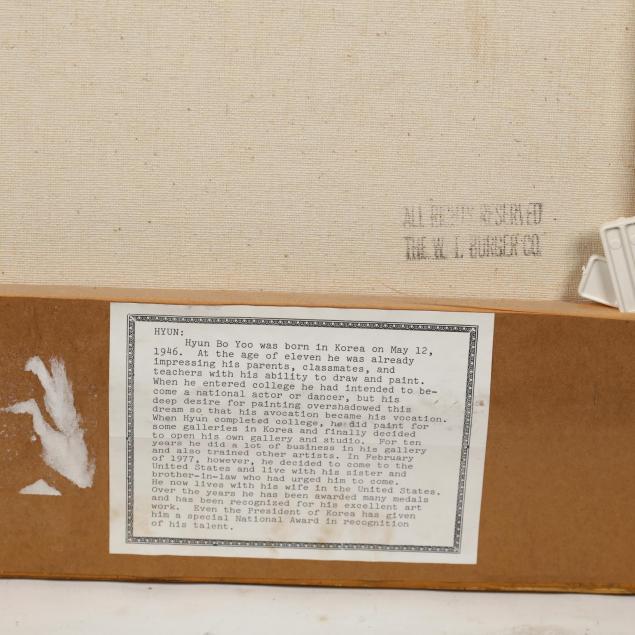 ALL RIGHTS RESERVED
THE W. I. BURGER CO.
HYUN:
Hyun Bo Yoo was born in Korea on May 12,
1946. At the age of eleven he was already
impressing his parents, classmates, and
teachers with his ability to draw and paint.
When he entered college he had intended to be-
come a national actor or dancer, but his
deep desire for painting overshadowed this
dream so that his avocation became his vocation.
When Hyun completed college, he did paint for
some galleries in Korea and finally decided
to open his own gallery and studio. For ten
years he did a lot of business in his gallery
and also trained other artists. In February
of 1977, however, he decided to come to the
United States and live with his sister and
brother-in-law who had urged him to come.
He now lives with his wife in the United States.
Over the years he has been awarded many medals
and has been recognized for his excellent art
work. Even the President of Korea has given
him a special National Award in recognition
of his talent.